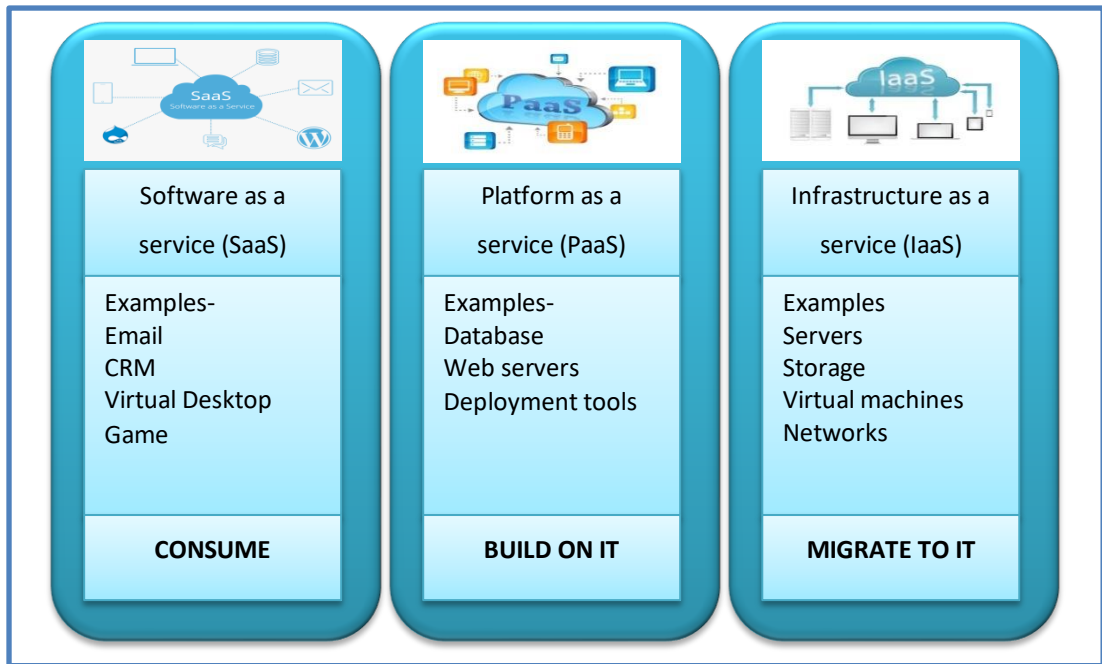 SaaS
Software as a Service
Software as a
service (SaaS)
Examples-
Email
CRM
Virtual Desktop
Game
CONSUME
PaaS
Platform as a
service (PaaS)
Examples-
Database
Web servers
Deployment tools
BUILD ON IT
IaaS
Infrastructure as a
service (IaaS)
Examples
Servers
Storage
Virtual machines
Networks
MIGRATE TO IT